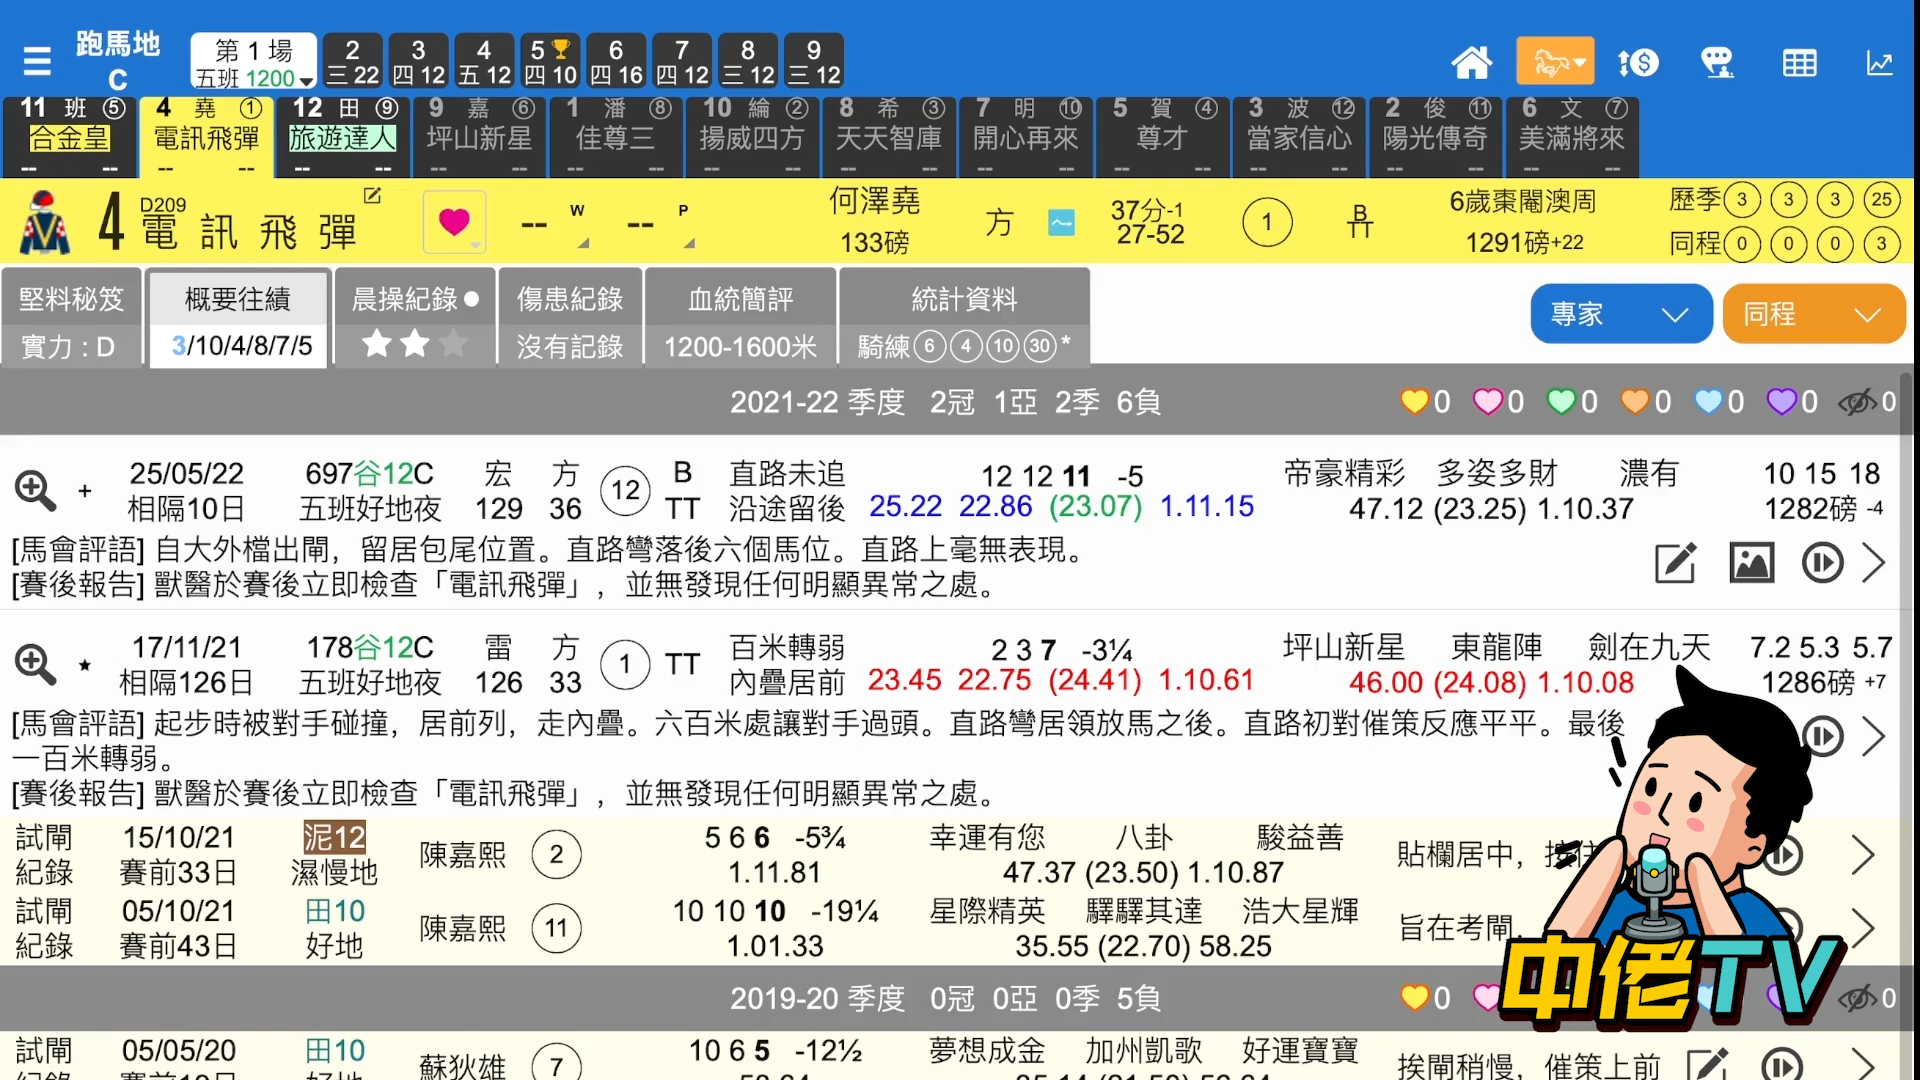 跑馬地
C
第 1 場
五班 1200
2
三 22
3
四 12
4
五 12
5
四 10
6
四 16
7
四 12
8
三 12
9
三 12
11 班 ⑤
合金皇
-- --
4 堯 ①
電訊飛彈
-- --
12 田 ⑨
旅遊達人
-- --
9 嘉 ⑥
坪山新星
-- --
1 潘 ⑧
佳尊三
-- --
10 綸 ②
揚威四方
-- --
8 希 ③
天天智庫
-- --
7 明 ⑩
開心再來
-- --
5 賀 ④
尊才
-- --
3 波 ⑫
當家信心
-- --
2 俊 ⑪
陽光傳奇
-- --
6 文 ⑦
美滿將來
-- --
4 D209
電訊飛彈
-- W -- P
何澤堯
133磅
方
37分-1
27-52
1
B
6歲棗閹澳周
1291磅+22
歷季 3 3 3 25
同程 0 0 0 3
堅料秘笈
實力 : D
概要往績
3/10/4/8/7/5
晨操紀錄
傷患紀錄
沒有記錄
血統簡評
1200-1600米
統計資料
騎練 6 4 10 30 *
專家
同程
2021-22 季度 2冠 1亞 2季 6負
0 0 0 0 0 0 0
+ 25/05/22 697谷12C 宏 方 12 B 直路未追 12 12 11 -5 帝豪精彩 多姿多財 濃有 10 15 18
相隔10日 五班好地夜 129 36 TT 沿途留後 25.22 22.86 (23.07) 1.11.15 47.12 (23.25) 1.10.37 1282磅 -4
[馬會評語] 自大外檔出閘，留居包尾位置。直路彎落後六個馬位。直路上毫無表現。
[賽後報告] 獸醫於賽後立即檢查「電訊飛彈」，並無發現任何明顯異常之處。
★ 17/11/21 178谷12C 雷 方 1 TT 百米轉弱 2 3 7 -3¼ 坪山新星 東龍陣 劍在九天 7.2 5.3 5.7
相隔126日 五班好地夜 126 33 內疊居前 23.45 22.75 (24.41) 1.10.61 46.00 (24.08) 1.10.08 1286磅 +7
[馬會評語] 起步時被對手碰撞，居前列，走內疊。六百米處讓對手過頭。直路彎居領放馬之後。直路初對催策反應平平。最後
一百米轉弱。
[賽後報告] 獸醫於賽後立即檢查「電訊飛彈」，並無發現任何明顯異常之處。
試閘 15/10/21 泥12 陳嘉熙 2 5 6 6 -5¾ 幸運有您 八卦 駿益善 貼欄居中，按住
紀錄 賽前33日 濕慢地 1.11.81 47.37 (23.50) 1.10.87
試閘 05/10/21 田10 陳嘉熙 11 10 10 10 -19¼ 星際精英 驛驛其達 浩大星輝 旨在考閘，
紀錄 賽前43日 好地 1.01.33 35.55 (22.70) 58.25
2019-20 季度 0冠 0亞 0季 5負
0 0
中佬TV
試閘 05/05/20 田10 蘇狄雄 7 10 6 5 -12½ 夢想成金 加州凱歌 好運寶寶 挨閘稍慢，催策上前